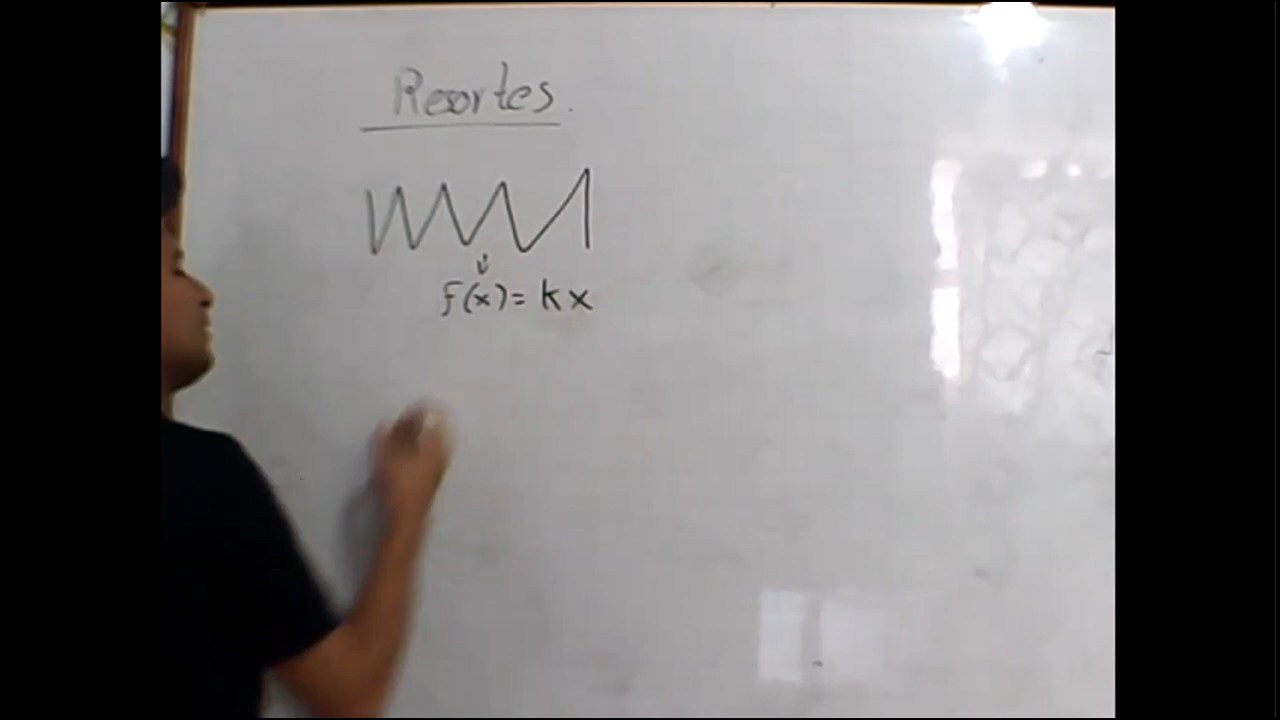 Resortes.
f(x) = kx